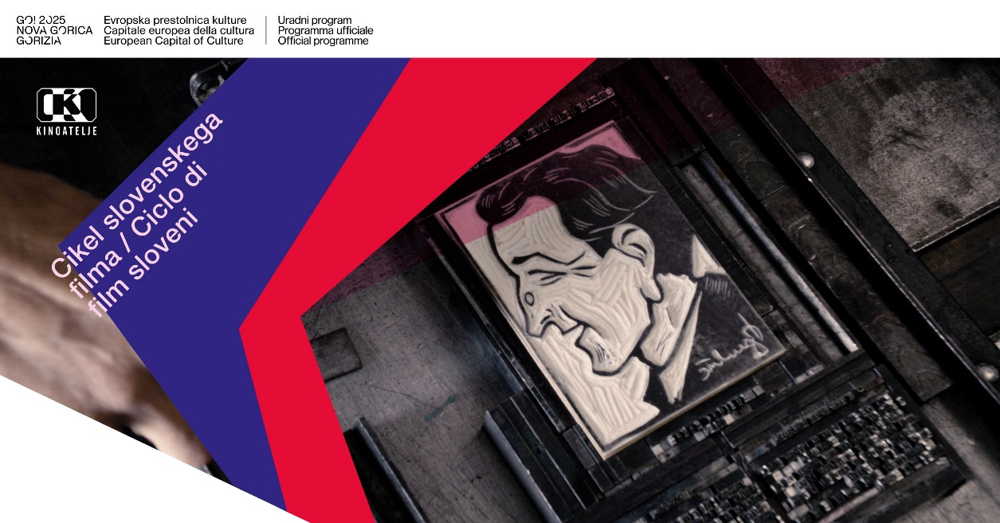 GO! 2025
NOVA GORICA
GORIZIA
Evropska prestolnica kulture
Capitale europea della cultura
European Capital of Culture
Uradni program
Programma ufficiale
Official programme
KINOATELJE
Cikel slovenskega
filma / Ciclo di
film sloveni